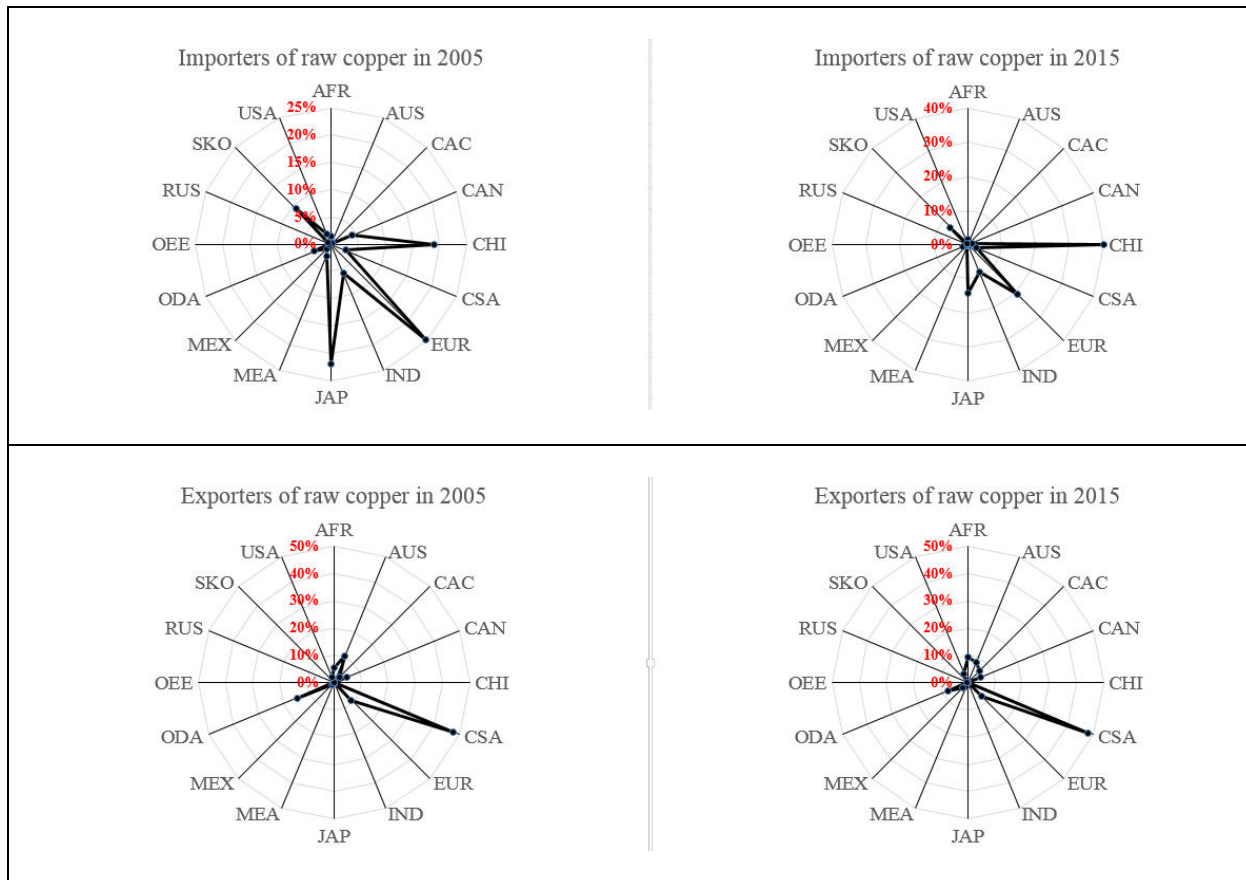 Importers of raw copper in 2005
AFR
AUS
CAC
CAN
CHI
CSA
EUR
IND
JAP
MEA
MEX
ODA
OEE
RUS
SKO
USA
25%
20%
15%
10%
5%
0%
Importers of raw copper in 2015
AFR
AUS
CAC
CAN
CHI
CSA
EUR
IND
JAP
MEA
MEX
ODA
OEE
RUS
SKO
USA
40%
30%
20%
10%
0%
Exporters of raw copper in 2005
AFR
AUS
CAC
CAN
CHI
CSA
EUR
IND
JAP
MEA
MEX
ODA
OEE
RUS
SKO
USA
50%
40%
30%
20%
10%
0%
Exporters of raw copper in 2015
AFR
AUS
CAC
CAN
CHI
CSA
EUR
IND
JAP
MEA
MEX
ODA
OEE
RUS
SKO
USA
50%
40%
30%
20%
10%
0%